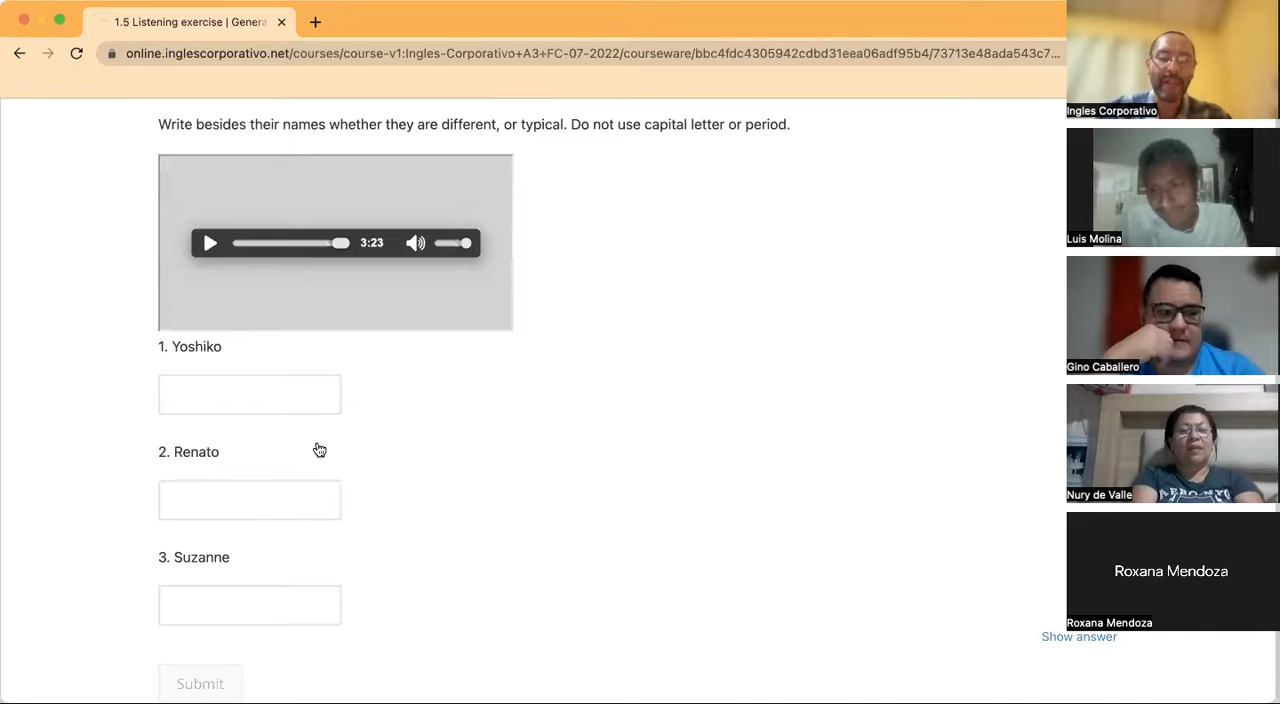 1.5 Listening exercise | Genera
online.inglescorporativo.net/courses/course-v1:Ingles-Corporativo+A3+FC-07-2022/courseware/bbc4fdc4305942cdbd31eea06adf95b4/73713e48ada543c7...
Write besides their names whether they are different, or typical. Do not use capital letter or period.
3:23
1. Yoshiko
2. Renato
3. Suzanne
Show answer
Submit
Ingles Corporativo
Luis Molina
Gino Caballero
Nury de Valle
Roxana Mendoza
Roxana Mendoza